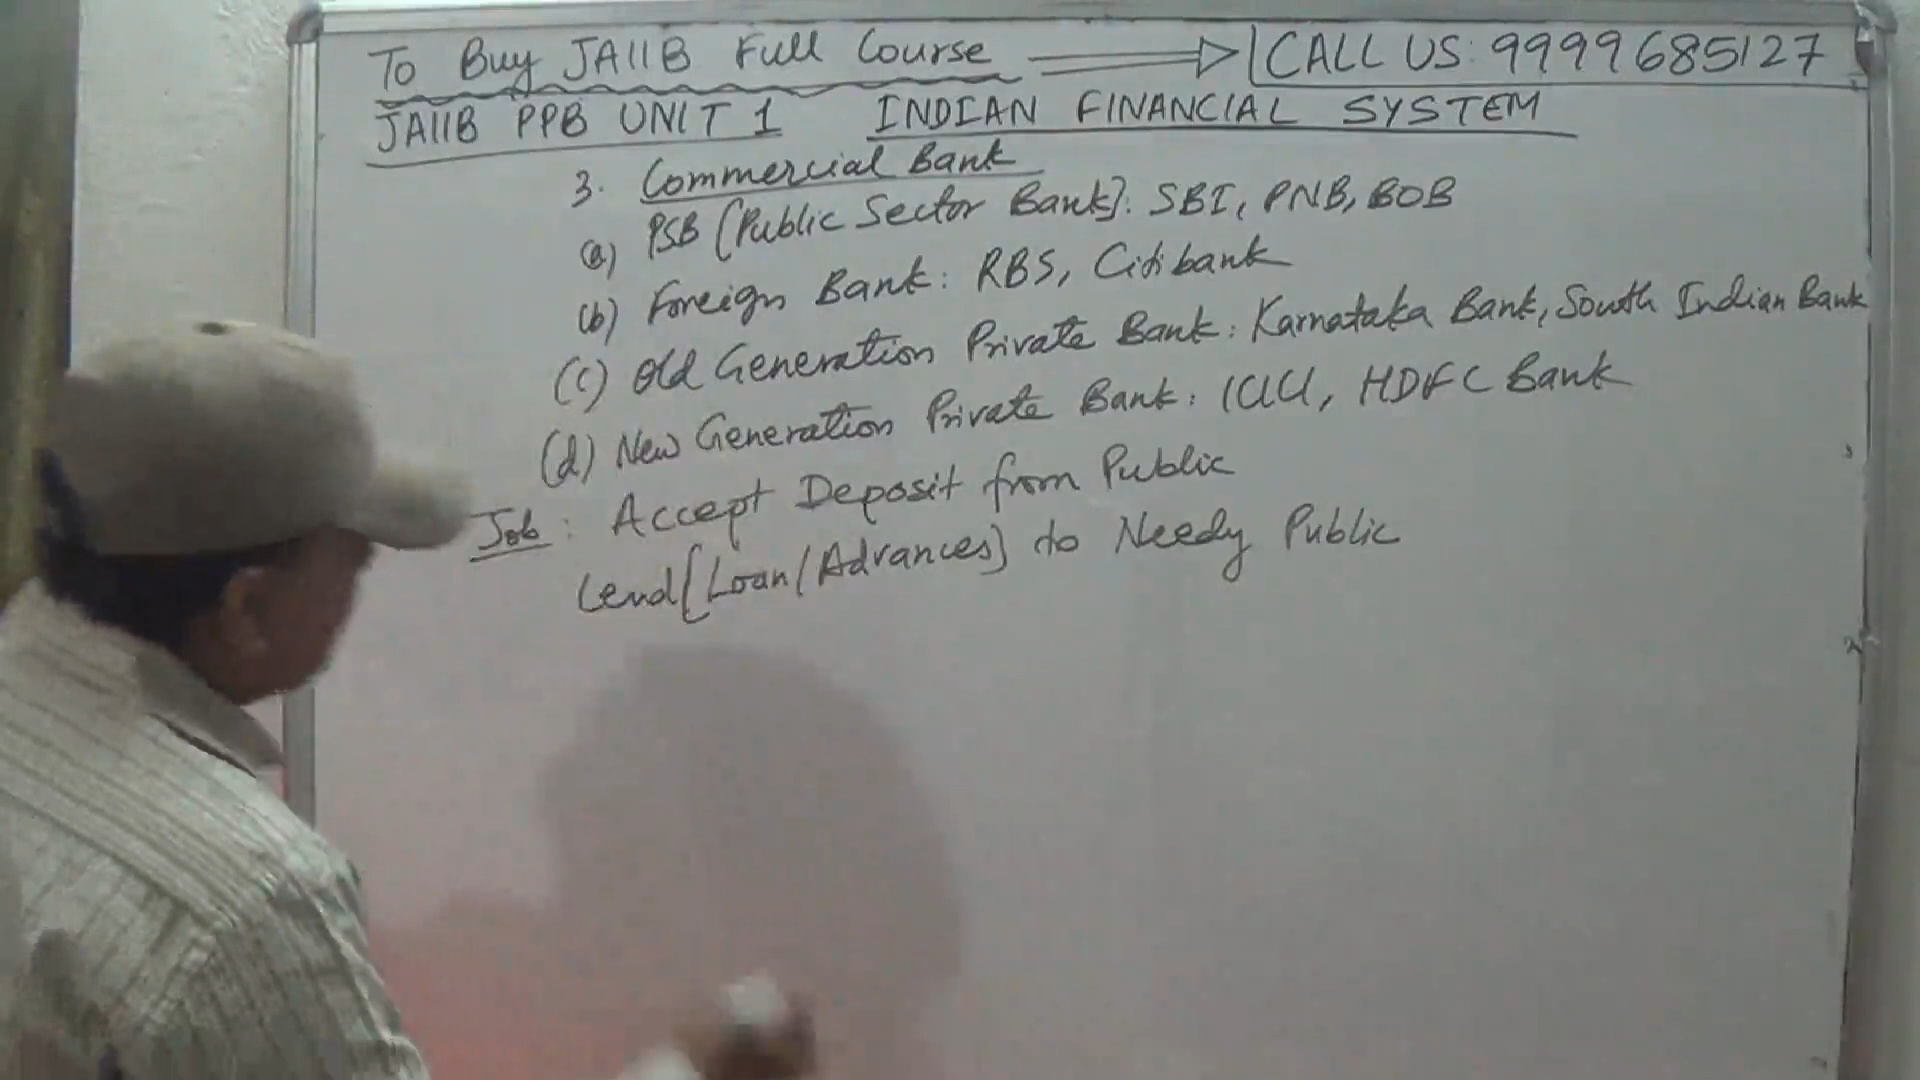 To Buy JAIIB Full Course CALL US: 9999685127
JAIIB PPB UNIT 1 INDIAN FINANCIAL SYSTEM
3. Commercial Bank
(a) PSB [Public Sector Bank]: SBI, PNB, BOB
(b) Foreign Bank: RBS, Citibank
(c) Old Generation Private Bank: Karnataka Bank, South Indian Bank
(d) New Generation Private Bank: ICICI, HDFC Bank
Job: Accept Deposit from Public
Lend [Loan/Advances] to Needy Public